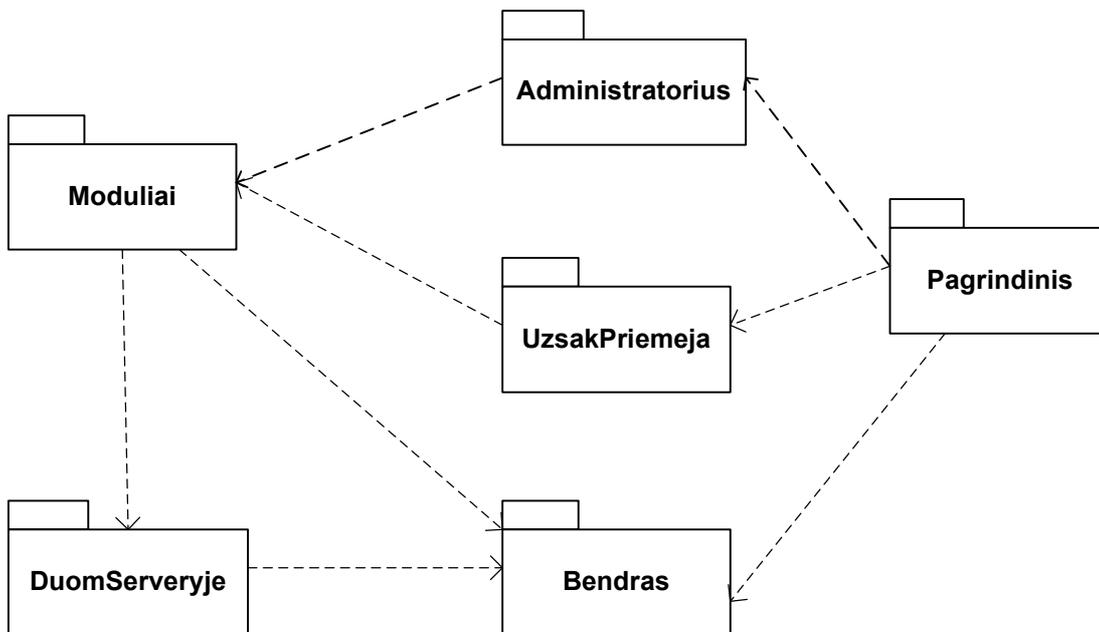 Administratorius
Moduliai
Pagrindinis
UzsakPriemeja
DuomServeryje
Bendras